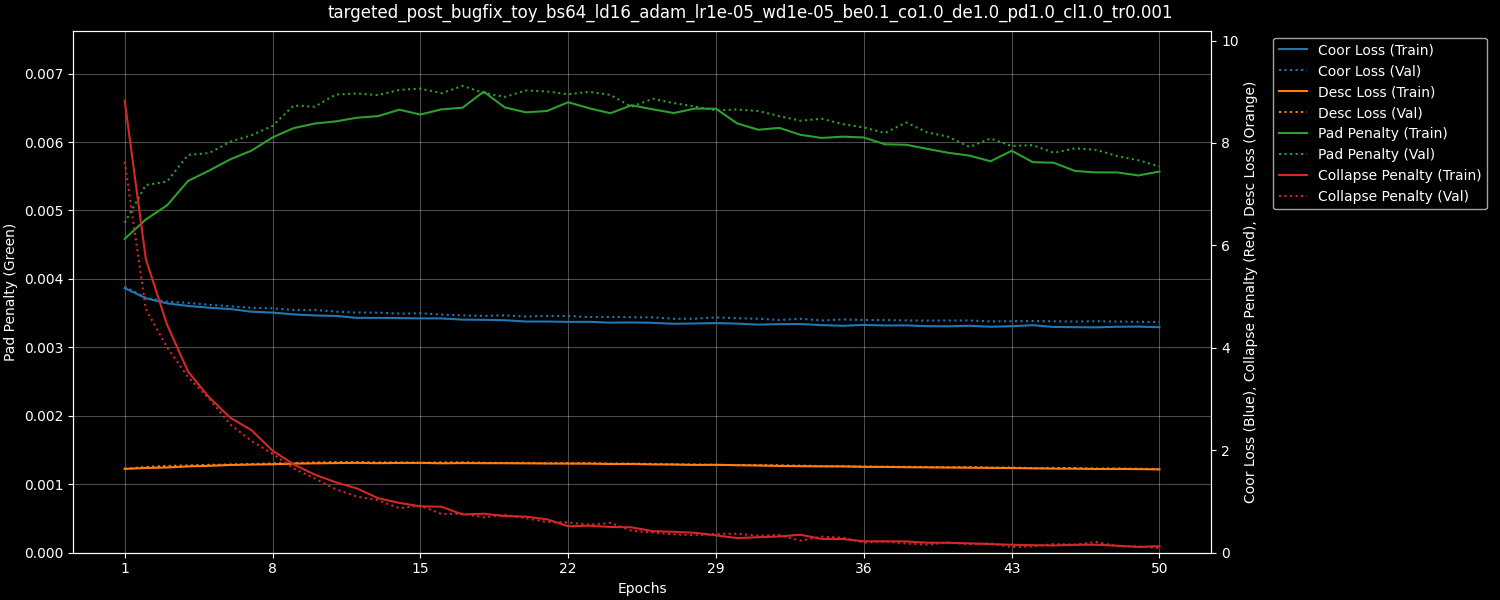 targeted_post_bugfix_toy_bs64_ld16_adam_lr1e-05_wd1e-05_be0.1_co1.0_de1.0_pd1.0_cl1.0_tr0.001
Pad Penalty (Green)
0.007
0.006
0.005
0.004
0.003
0.002
0.001
0.000
1
8
15
22
29
36
43
50
Epochs
10
8
6
4
2
0
Coor Loss (Blue), Collapse Penalty (Red), Desc Loss (Orange)
Coor Loss (Train)
Coor Loss (Val)
Desc Loss (Train)
Desc Loss (Val)
Pad Penalty (Train)
Pad Penalty (Val)
Collapse Penalty (Train)
Collapse Penalty (Val)